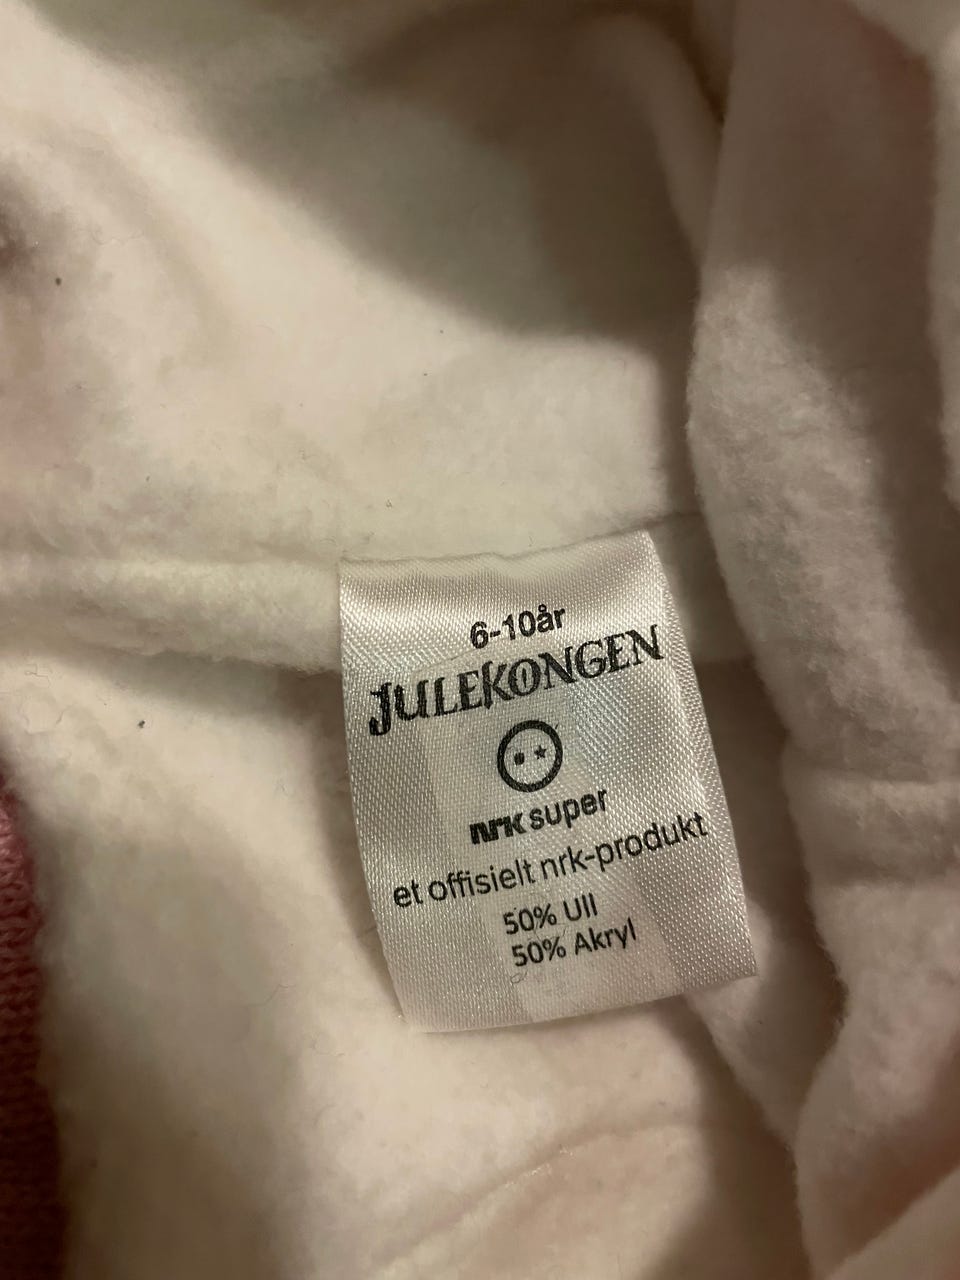 6-10år
JULEKONGEN
nrk super
et offisielt nrk-produkt
50% Ull
50% Akryl